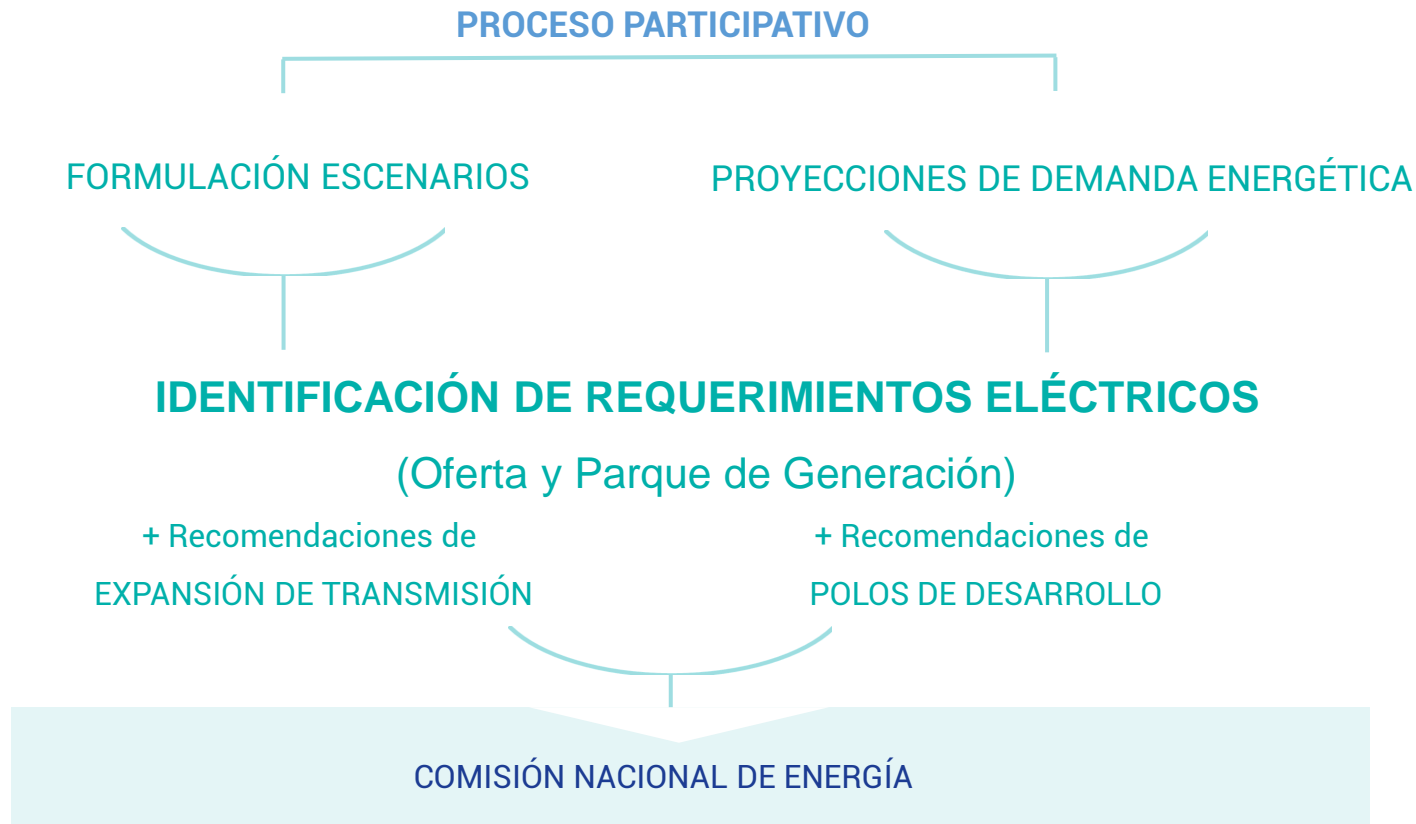 PROCESO PARTICIPATIVO
FORMULACIÓN ESCENARIOS
PROYECCIONES DE DEMANDA ENERGÉTICA
IDENTIFICACIÓN DE REQUERIMIENTOS ELÉCTRICOS
(Oferta y Parque de Generación)
+ Recomendaciones de
EXPANSIÓN DE TRANSMISIÓN
+ Recomendaciones de
POLOS DE DESARROLLO
COMISIÓN NACIONAL DE ENERGÍA